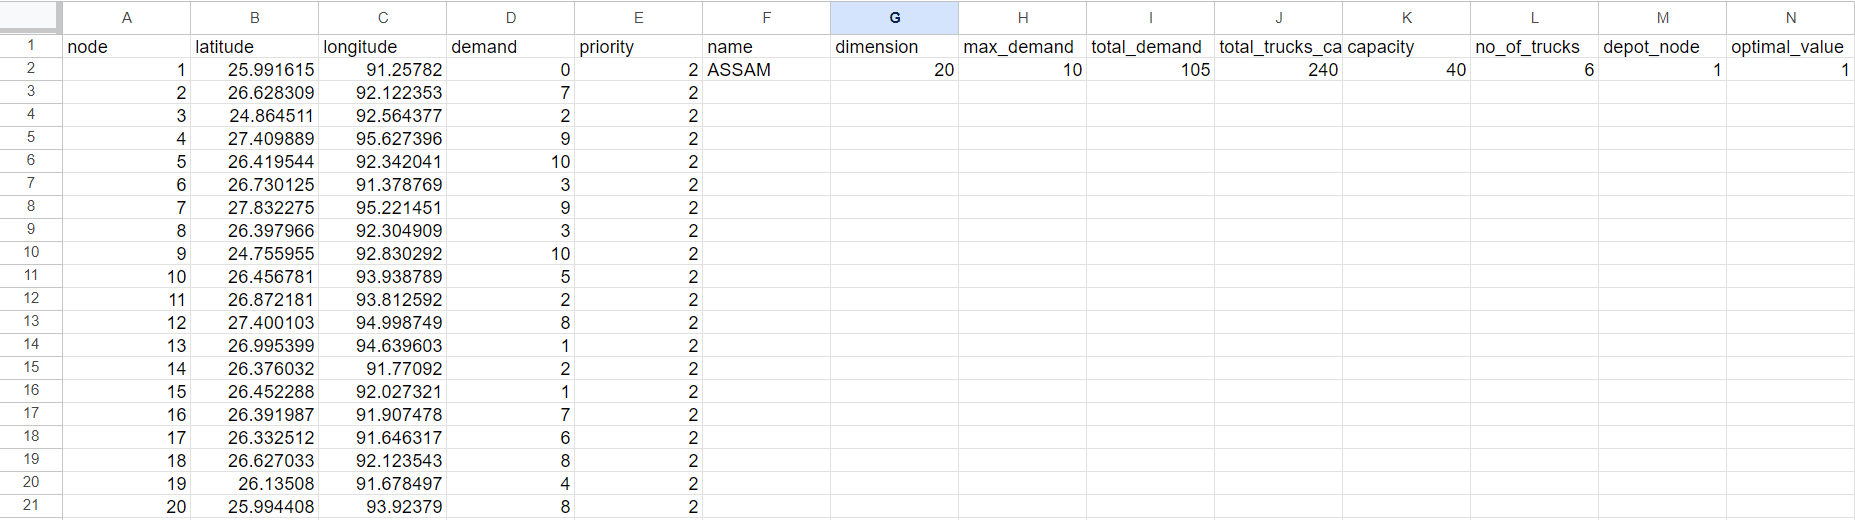 A B C D E F G H I J K L M N
1 node latitude longitude demand priority name dimension max_demand total_demand total_trucks_ca capacity no_of_trucks depot_node optimal_value
2 1 25.991615 91.25782 0 2 ASSAM 20 10 105 240 40 6 1 1
3 2 26.628309 92.122353 7 2
4 3 24.864511 92.564377 2 2
5 4 27.409889 95.627396 9 2
6 5 26.419544 92.342041 10 2
7 6 26.730125 91.378769 3 2
8 7 27.832275 95.221451 9 2
9 8 26.397966 92.304909 3 2
10 9 24.755955 92.830292 10 2
11 10 26.456781 93.938789 5 2
12 11 26.872181 93.812592 2 2
13 12 27.400103 94.998749 8 2
14 13 26.995399 94.639603 1 2
15 14 26.376032 91.77092 2 2
16 15 26.452288 92.027321 1 2
17 16 26.391987 91.907478 7 2
18 17 26.332512 91.646317 6 2
19 18 26.627033 92.123543 8 2
20 19 26.13508 91.678497 4 2
21 20 25.994408 93.92379 8 2